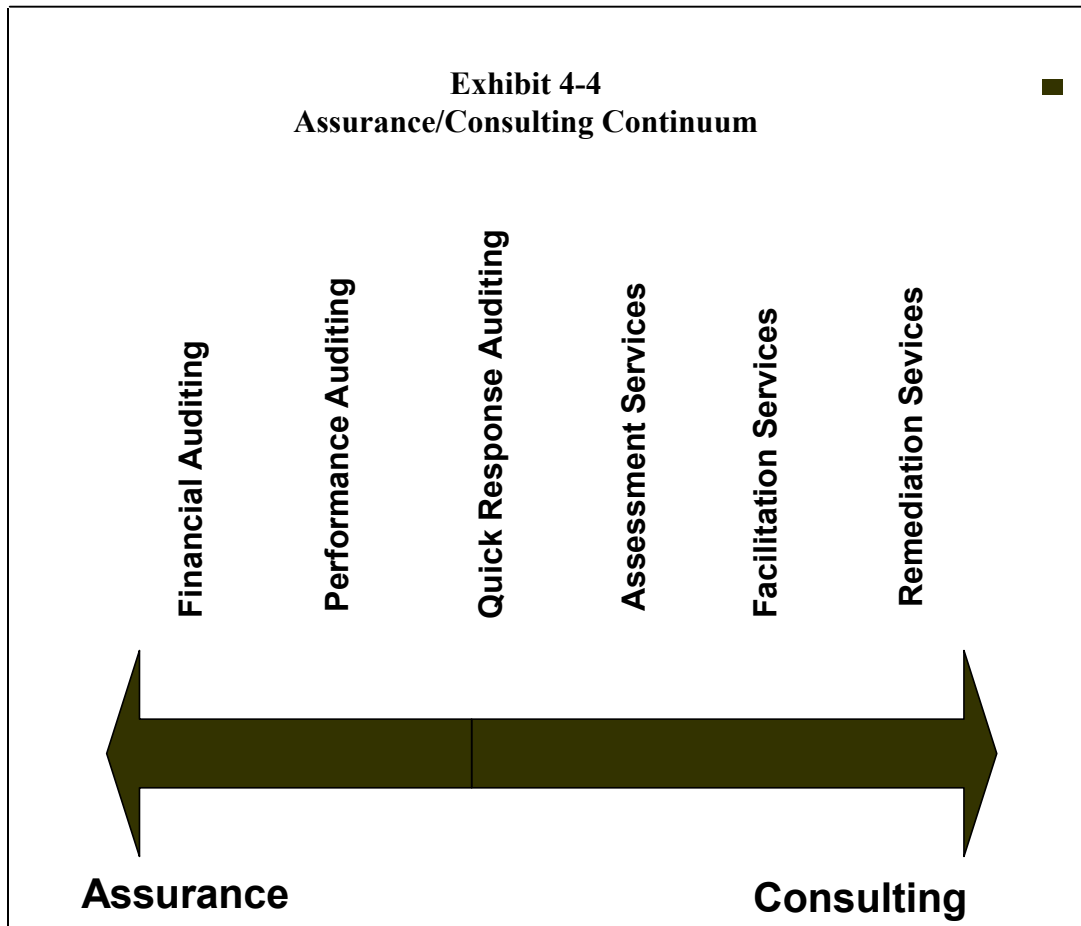 Exhibit 4-4
Assurance/Consulting Continuum
Financial Auditing
Performance Auditing
Quick Response Auditing
Assessment Services
Facilitation Services
Remediation Sevices
Assurance
Consulting